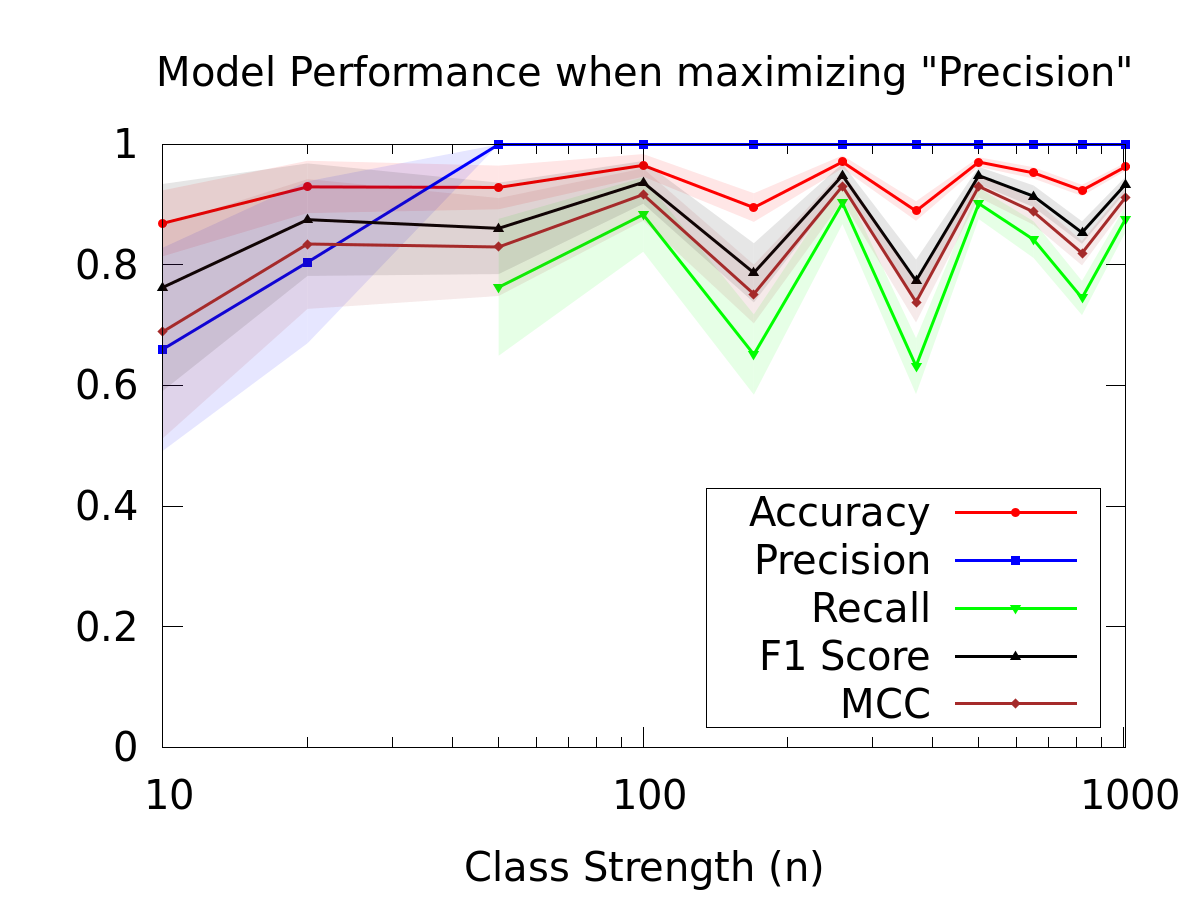 Model Performance when maximizing "Precision"
1
0.8
0.6
0.4
0.2
0
Accuracy
Precision
Recall
F1 Score
MCC
10 100 1000
Class Strength (n)